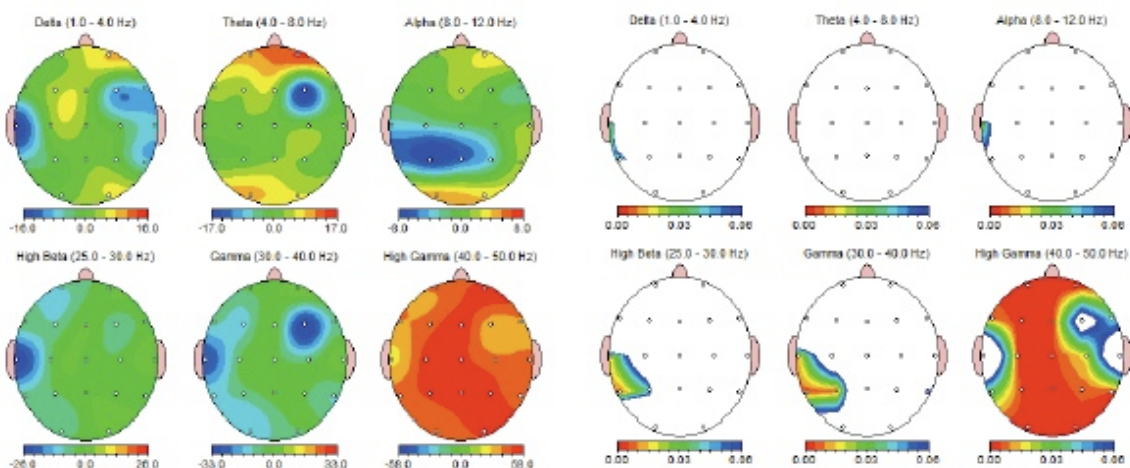 Delta (1.0 - 4.0 Hz) Theta (4.0 - 8.0 Hz) Alpha (8.0 - 12.0 Hz) Delta (1.0 - 4.0 Hz) Theta (4.0 - 8.0 Hz) Alpha (8.0 - 12.0 Hz)
-16.0 0.0 16.0 -17.0 0.0 17.0 -8.0 0.0 8.0 0.00 0.03 0.06 0.00 0.03 0.06 0.00 0.03 0.06
High Beta (25.0 - 30.0 Hz) Gamma (30.0 - 40.0 Hz) High Gamma (40.0 - 50.0 Hz) High Beta (25.0 - 30.0 Hz) Gamma (30.0 - 40.0 Hz) High Gamma (40.0 - 50.0 Hz)
-26.0 0.0 26.0 -33.0 0.0 33.0 -58.0 0.0 58.0 0.00 0.03 0.06 0.00 0.03 0.06 0.00 0.03 0.06